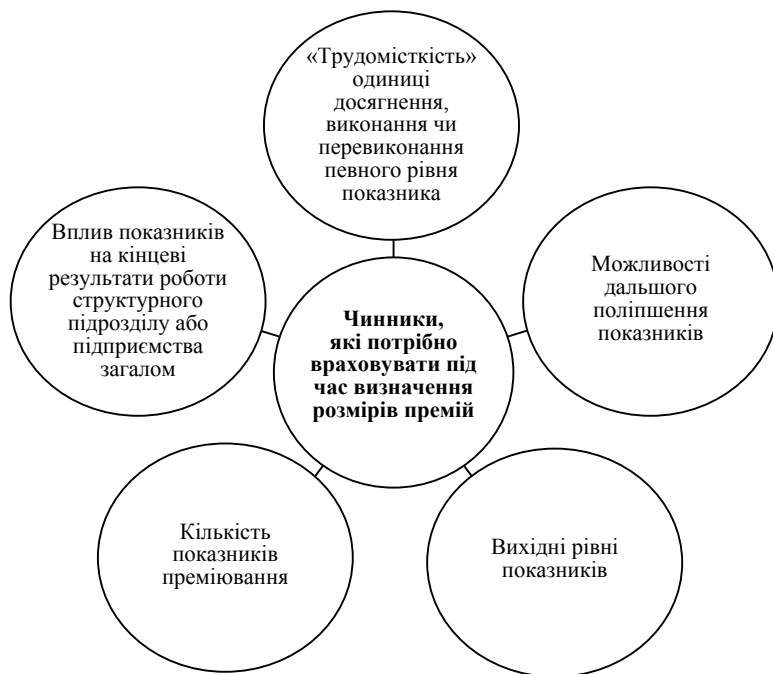 «Трудомісткість»
одиниці
досягнення,
виконання чи
перевиконання
певного рівня
показника
Вплив показників
на кінцеві
результати роботи
структурного
підрозділу або
підприємства
загалом
Можливості
дальшого
поліпшення
показників
Чинники,
які потрібно
враховувати під
час визначення
розмірів премій
Кількість
показників
преміювання
Вихідні рівні
показників